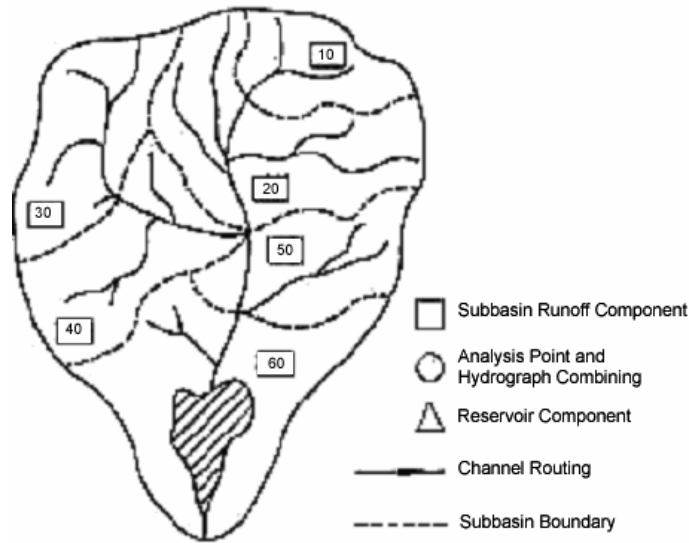 10
20
30
50
40
60
Subbasin Runoff Component
Analysis Point and
Hydrograph Combining
Reservoir Component
Channel Routing
Subbasin Boundary